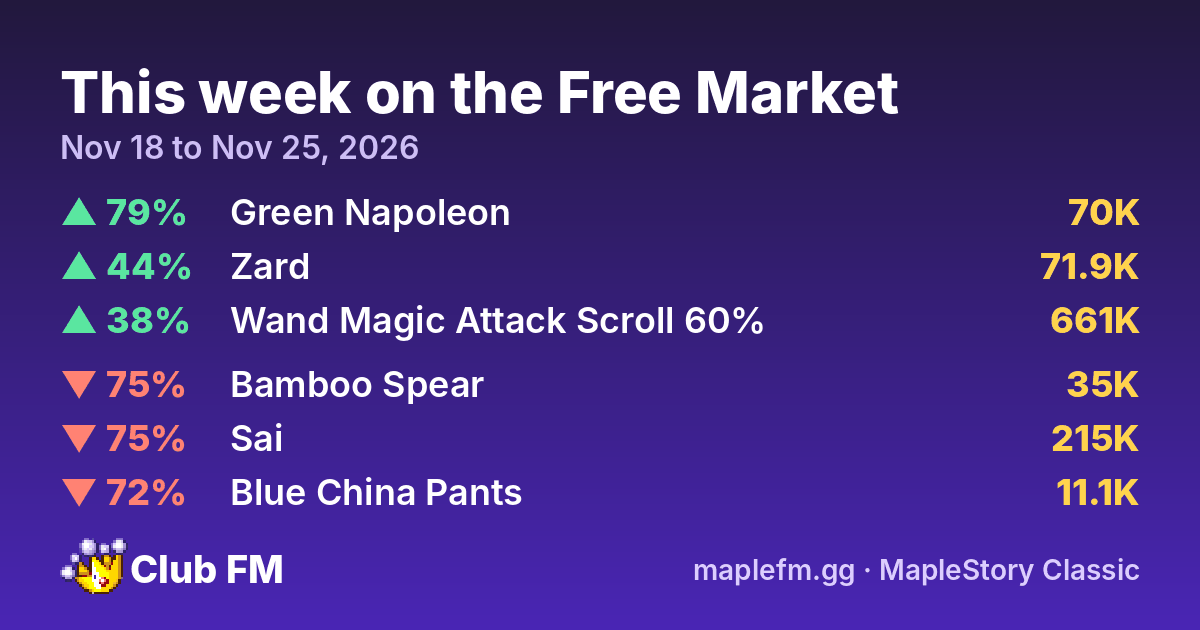 This week on the Free Market
Nov 18 to Nov 25, 2026
▲ 79% Green Napoleon 70K
▲ 44% Zard 71.9K
▲ 38% Wand Magic Attack Scroll 60% 661K
▼ 75% Bamboo Spear 35K
▼ 75% Sai 215K
▼ 72% Blue China Pants 11.1K
Club FM maplefm.gg · MapleStory Classic